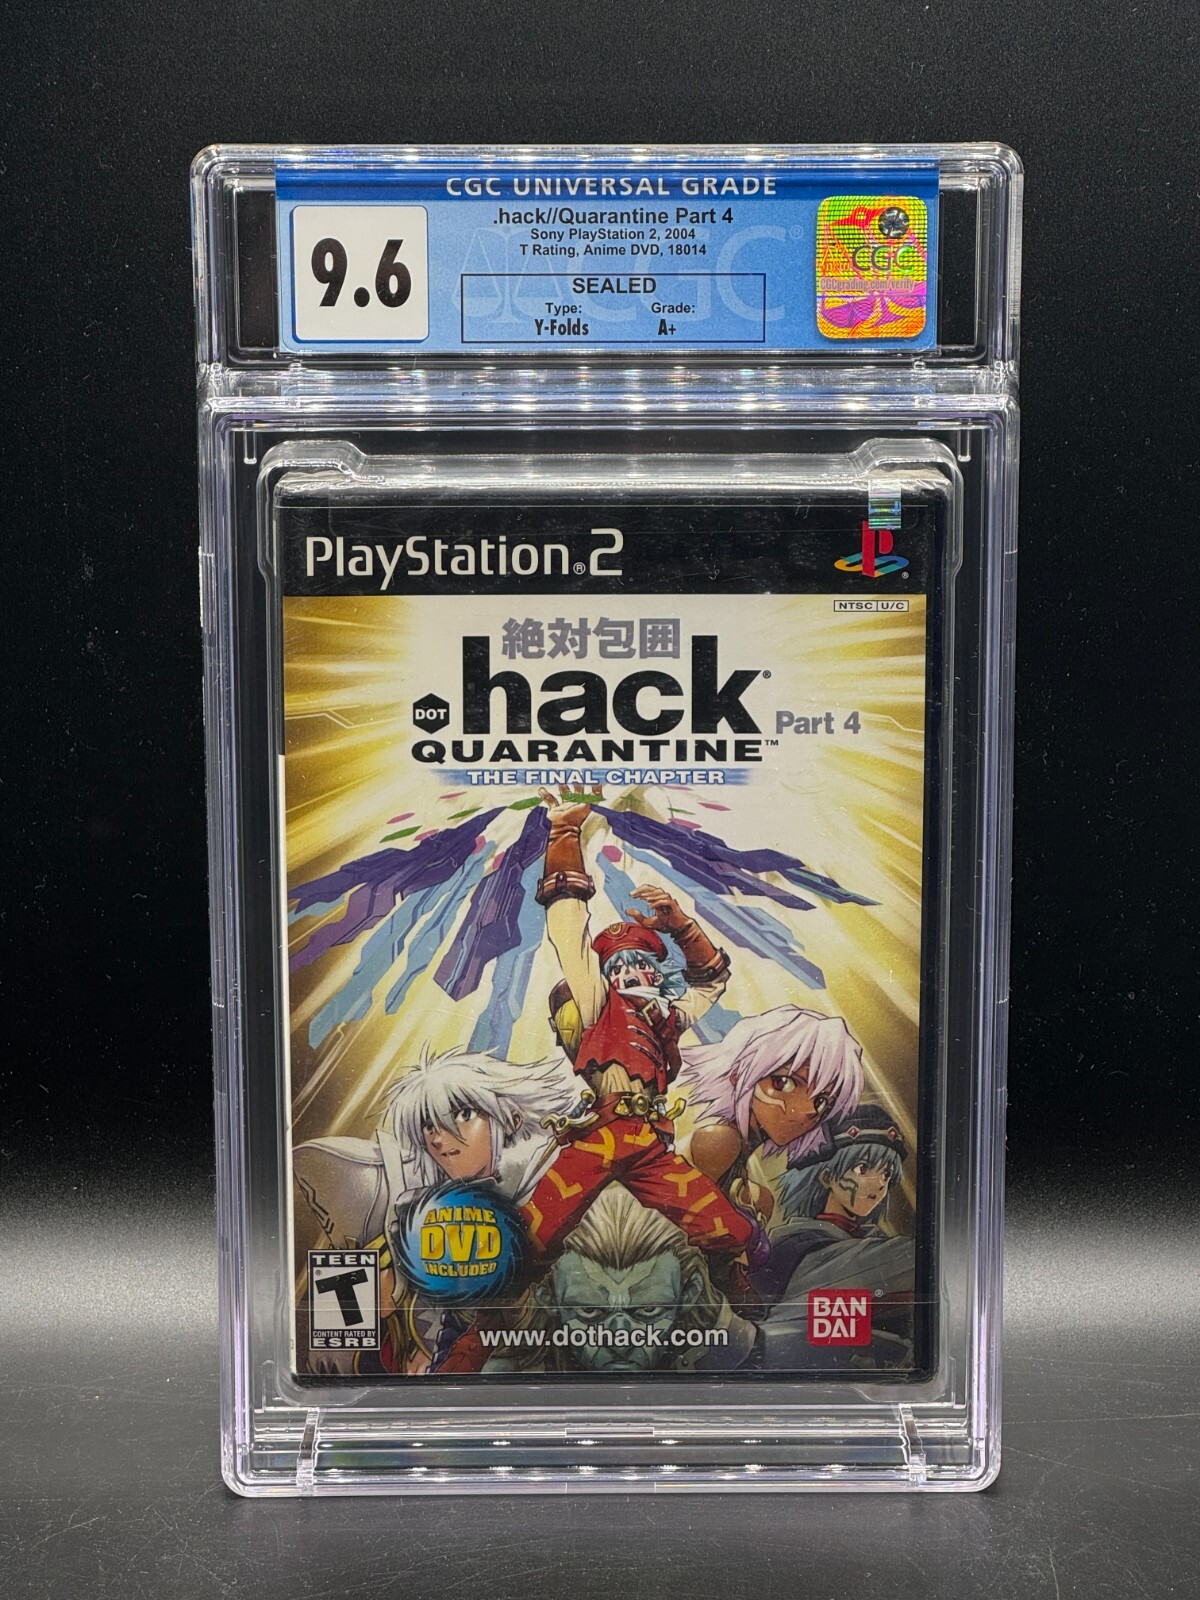 CGC UNIVERSAL GRADE
9.6
.hack//Quarantine Part 4
Sony PlayStation 2, 2004
T Rating, Anime DVD, 18014
SEALED
Type: Grade:
Y-Folds A+
CGC
CGCgrading.com/verify
PlayStation®2
NTSC U/C
絶対包囲
DOT .hack® Part 4
QUARANTINE™
THE FINAL CHAPTER
ANIME
DVD
INCLUDED
TEEN
T
CONTENT RATED BY
ESRB
www.dothack.com
BAN
DAI®